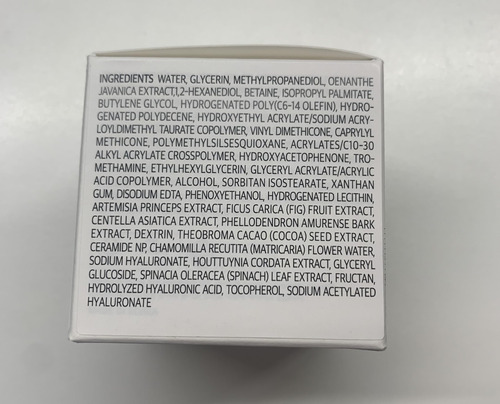 INGREDIENTS WATER, GLYCERIN, METHYLPROPANEDIOL, OENANTHE
JAVANICA EXTRACT,1,2-HEXANEDIOL, BETAINE, ISOPROPYL PALMITATE,
BUTYLENE GLYCOL, HYDROGENATED POLY(C6-14 OLEFIN), HYDRO-
GENATED POLYDECENE, HYDROXYETHYL ACRYLATE/SODIUM ACRY-
LOYLDIMETHYL TAURATE COPOLYMER, VINYL DIMETHICONE, CAPRYLYL
METHICONE, POLYMETHYLSILSESQUIOXANE, ACRYLATES/C10-30
ALKYL ACRYLATE CROSSPOLYMER, HYDROXYACETOPHENONE, TRO-
METHAMINE, ETHYLHEXYLGLYCERIN, GLYCERYL ACRYLATE/ACRYLIC
ACID COPOLYMER, ALCOHOL, SORBITAN ISOSTEARATE, XANTHAN
GUM, DISODIUM EDTA, PHENOXYETHANOL, HYDROGENATED LECITHIN,
ARTEMISIA PRINCEPS EXTRACT, FICUS CARICA (FIG) FRUIT EXTRACT,
CENTELLA ASIATICA EXTRACT, PHELLODENDRON AMURENSE BARK
EXTRACT, DEXTRIN, THEOBROMA CACAO (COCOA) SEED EXTRACT,
CERAMIDE NP, CHAMOMILLA RECUTITA (MATRICARIA) FLOWER WATER,
SODIUM HYALURONATE, HOUTTUYNIA CORDATA EXTRACT, GLYCERYL
GLUCOSIDE, SPINACIA OLERACEA (SPINACH) LEAF EXTRACT, FRUCTAN,
HYDROLYZED HYALURONIC ACID, TOCOPHEROL, SODIUM ACETYLATED
HYALURONATE